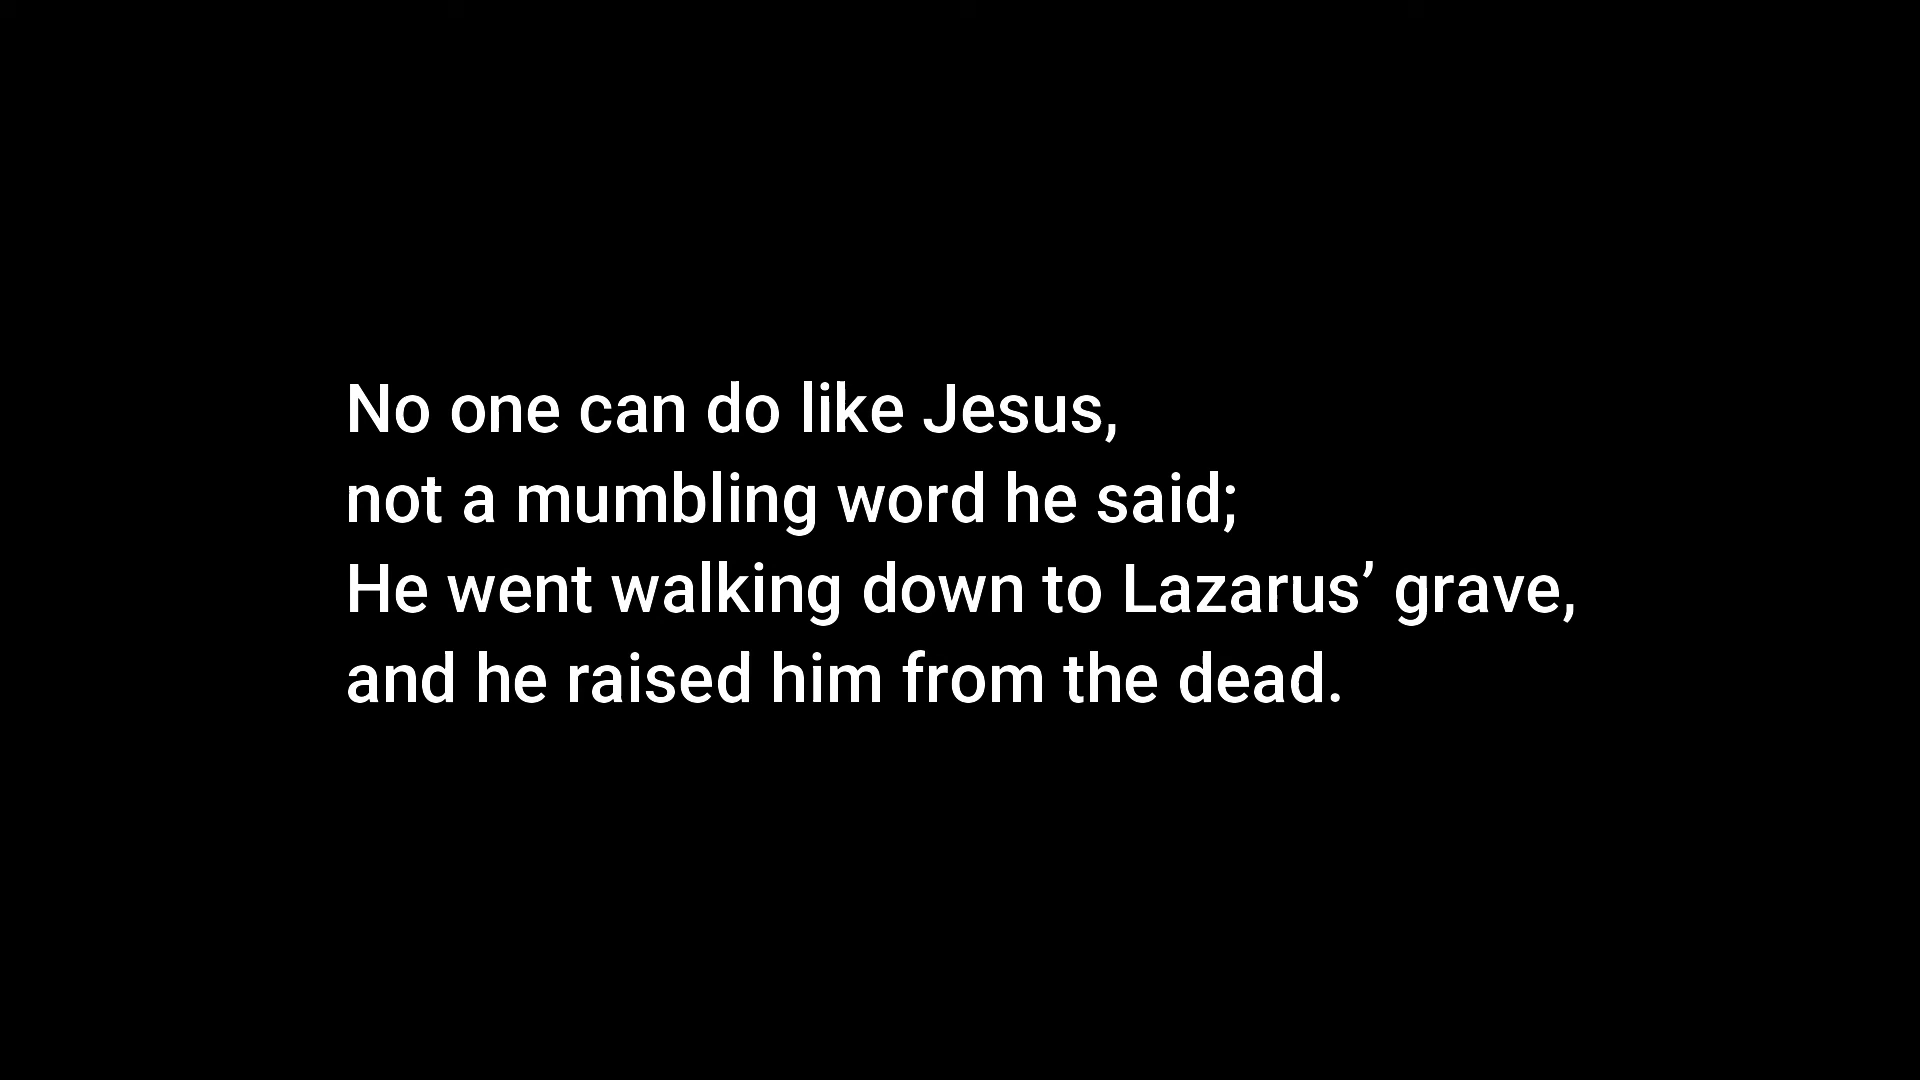 No one can do like Jesus,
not a mumbling word he said;
He went walking down to Lazarus’ grave,
and he raised him from the dead.